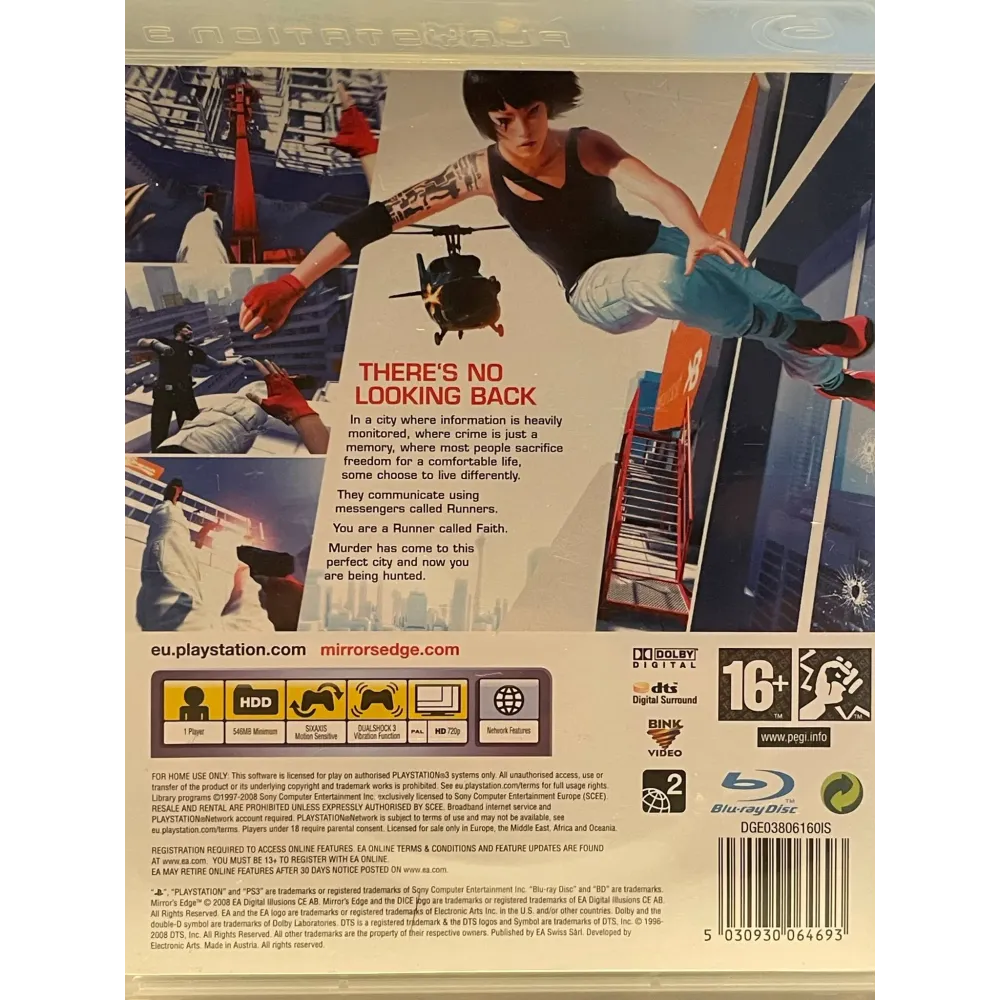 PLAYSTATION 3
THERE'S NO
LOOKING BACK
In a city where information is heavily
monitored, where crime is just a
memory, where most people sacrifice
freedom for a comfortable life,
some choose to live differently.
They communicate using
messengers called Runners.
You are a Runner called Faith.
Murder has come to this
perfect city and now you
are being hunted.
eu.playstation.com mirrorsedge.com
DOLBY
DIGITAL
dts
Digital Surround
BINK
VIDEO
16+
TM
TM
www.pegi.info
HDD
1 Player
546MB Minimum
SIXAXIS
Motion Sensitive
DUALSHOCK 3
Vibration Function
PAL
HD 720p
Network Features
2
Blu-ray Disc
TM
DGE03806160IS
FOR HOME USE ONLY: This software is licensed for play on authorised PLAYSTATION®3 systems only. All unauthorised access, use or
transfer of the product or its underlying copyright and trademark works is prohibited. See eu.playstation.com/terms for full usage rights.
Library programs ©1997-2008 Sony Computer Entertainment Inc. exclusively licensed to Sony Computer Entertainment Europe (SCEE).
RESALE AND RENTAL ARE PROHIBITED UNLESS EXPRESSLY AUTHORISED BY SCEE. Broadband internet service and
PLAYSTATION®Network account required. PLAYSTATION®Network is subject to terms of use and may not be available, see
eu.playstation.com/terms. Players under 18 require parental consent. Licensed for sale only in Europe, the Middle East, Africa and Oceania.
REGISTRATION REQUIRED TO ACCESS ONLINE FEATURES. EA ONLINE TERMS & CONDITIONS AND FEATURE UPDATES ARE FOUND
AT www.ea.com. YOU MUST BE 13+ TO REGISTER WITH EA ONLINE.
EA MAY RETIRE ONLINE FEATURES AFTER 30 DAYS NOTICE POSTED ON www.ea.com.
" ", "PLAYSTATION" and "PS3" are trademarks or registered trademarks of Sony Computer Entertainment Inc. "Blu-ray Disc" and "BD" are trademarks.
Mirror's Edge™ © 2008 EA Digital Illusions CE AB. Mirror's Edge and the DICE logo are trademarks or registered trademarks of EA Digital Illusions CE AB.
All Rights Reserved. EA and the EA logo are trademarks or registered trademarks of Electronic Arts Inc. in the U.S. and/or other countries. Dolby and the
double-D symbol are trademarks of Dolby Laboratories. DTS is a registered trademark & the DTS logos and Symbol are trademarks of DTS, Inc. © 1996-
2008 DTS, Inc. All Rights Reserved. All other trademarks are the property of their respective owners. Published by EA Swiss Sàrl. Developed by
Electronic Arts. Made in Austria. All rights reserved.
5 030930 064693